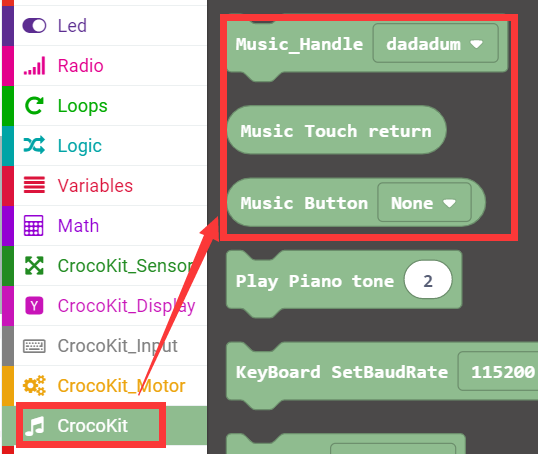 Led
Radio
Loops
Logic
Variables
Math
CrocoKit_Sensor
CrocoKit_Display
CrocoKit_Input
CrocoKit_Motor
CrocoKit
Music_Handle dadadum
Music Touch return
Music Button None
Play Piano tone 2
KeyBoard SetBaudRate 115200